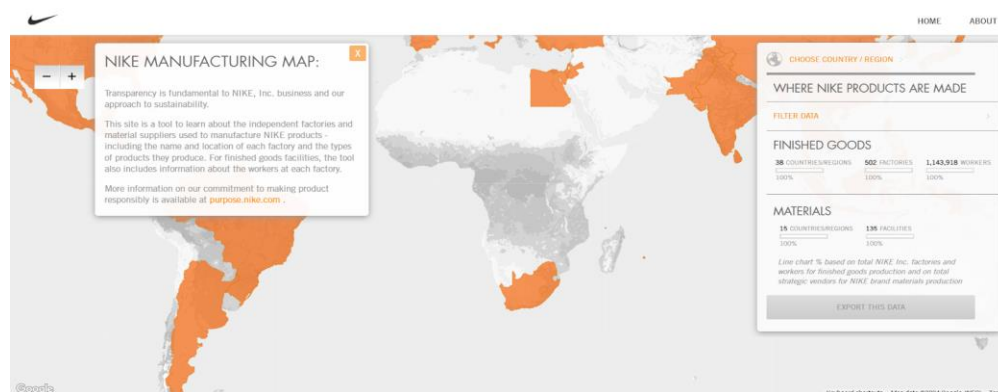 HOME ABOUT
NIKE MANUFACTURING MAP:
X
− +
Transparency is fundamental to NIKE, Inc. business and our
approach to sustainability.
This site is a tool to learn about the independent factories and
material suppliers used to manufacture NIKE products -
including the name and location of each factory and the types
of products they produce. For finished goods facilities, the tool
also includes information about the workers at each factory.
More information on our commitment to making product
responsibly is available at purpose.nike.com .
CHOOSE COUNTRY / REGION
WHERE NIKE PRODUCTS ARE MADE
FILTER DATA
FINISHED GOODS
38 COUNTRIES/REGIONS 502 FACTORIES 1,143,918 WORKERS
100% 100% 100%
MATERIALS
15 COUNTRIES/REGIONS 135 FACILITIES
100% 100%
Line chart % based on total NIKE Inc. factories and
workers for finished goods production and on total
strategic vendors for NIKE brand materials production
EXPORT THIS DATA
Google